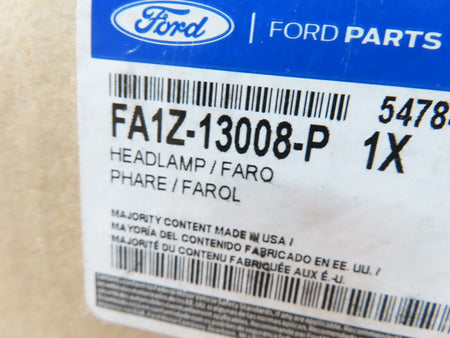 Ford
FORD PARTS
5478
FA1Z-13008-P 1X
HEADLAMP / FARO
PHARE / FAROL
MAJORITY CONTENT MADE IN USA /
MAYORÍA DEL CONTENIDO FABRICADO EN EE. UU. /
MAJORITÉ DU CONTENU FABRIQUÉE AUX É.-U.